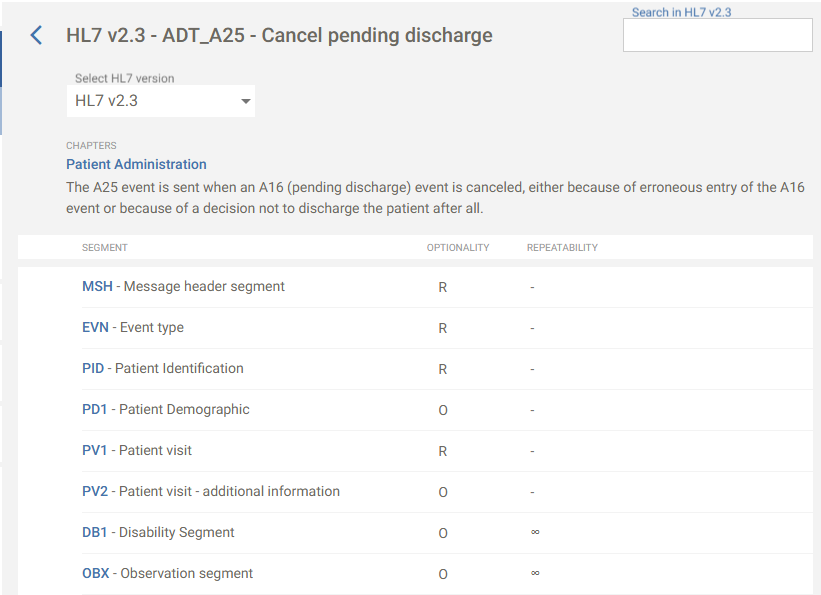 Search in HL7 v2.3
HL7 v2.3 - ADT_A25 - Cancel pending discharge
Select HL7 version
HL7 v2.3
CHAPTERS
Patient Administration
The A25 event is sent when an A16 (pending discharge) event is canceled, either because of erroneous entry of the A16
event or because of a decision not to discharge the patient after all.
SEGMENT OPTIONALITY REPEATABILITY
MSH - Message header segment R -
EVN - Event type R -
PID - Patient Identification R -
PD1 - Patient Demographic O -
PV1 - Patient visit R -
PV2 - Patient visit - additional information O -
DB1 - Disability Segment O ∞
OBX - Observation segment O ∞